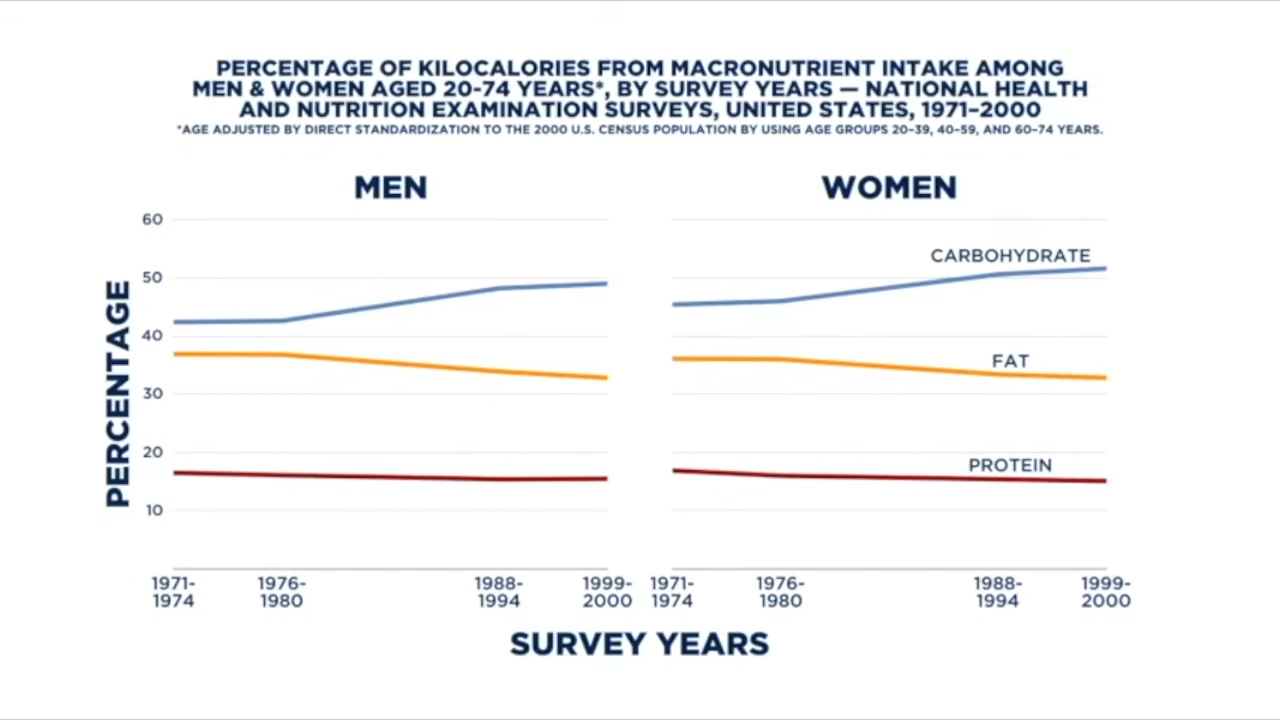 PERCENTAGE OF KILOCALORIES FROM MACRONUTRIENT INTAKE AMONG
MEN & WOMEN AGED 20-74 YEARS*, BY SURVEY YEARS — NATIONAL HEALTH
AND NUTRITION EXAMINATION SURVEYS, UNITED STATES, 1971–2000
*AGE ADJUSTED BY DIRECT STANDARDIZATION TO THE 2000 U.S. CENSUS POPULATION BY USING AGE GROUPS 20–39, 40–59, AND 60–74 YEARS.
MEN
WOMEN
PERCENTAGE
60
50
40
30
20
10
CARBOHYDRATE
FAT
PROTEIN
1971-
1974
1976-
1980
1988-
1994
1999-
2000
1971-
1974
1976-
1980
1988-
1994
1999-
2000
SURVEY YEARS